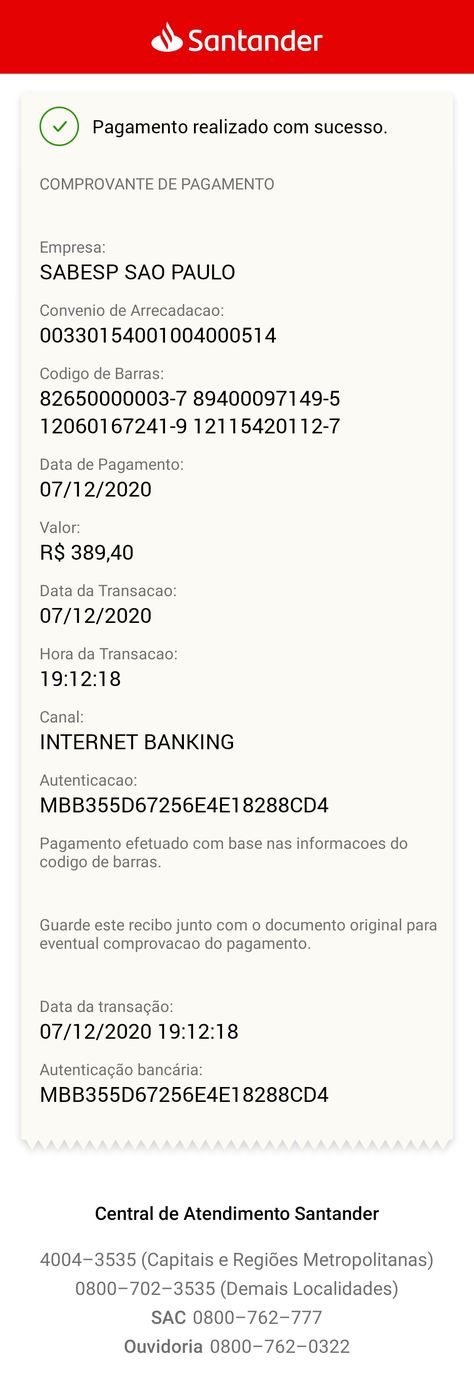 Santander
Pagamento realizado com sucesso.
COMPROVANTE DE PAGAMENTO
Empresa:
SABESP SAO PAULO
Convenio de Arrecadacao:
00330154001004000514
Codigo de Barras:
82650000003-7 89400097149-5
12060167241-9 12115420112-7
Data de Pagamento:
07/12/2020
Valor:
R$ 389,40
Data da Transacao:
07/12/2020
Hora da Transacao:
19:12:18
Canal:
INTERNET BANKING
Autenticacao:
MBB355D67256E4E18288CD4
Pagamento efetuado com base nas informacoes do
codigo de barras.
Guarde este recibo junto com o documento original para
eventual comprovacao do pagamento.
Data da transação:
07/12/2020 19:12:18
Autenticação bancária:
MBB355D67256E4E18288CD4
Central de Atendimento Santander
4004–3535 (Capitais e Regiões Metropolitanas)
0800–702–3535 (Demais Localidades)
SAC 0800–762–777
Ouvidoria 0800–762–0322